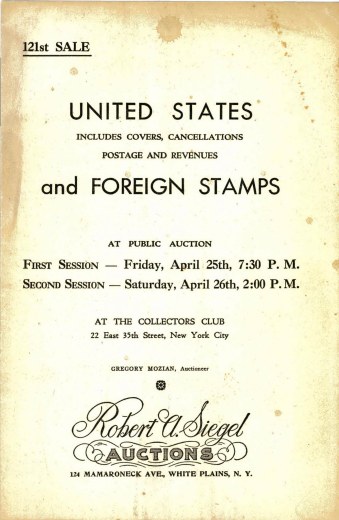 121st SALE
UNITED STATES
INCLUDES COVERS, CANCELLATIONS
POSTAGE AND REVENUES
and FOREIGN STAMPS
AT PUBLIC AUCTION
FIRST SESSION — Friday, April 25th, 7:30 P. M.
SECOND SESSION — Saturday, April 26th, 2:00 P. M.
AT THE COLLECTORS CLUB
22 East 35th Street, New York City
GREGORY MOZIAN, Auctioneer
Robert A. Siegel
AUCTIONS
124 MAMARONECK AVE., WHITE PLAINS, N. Y.